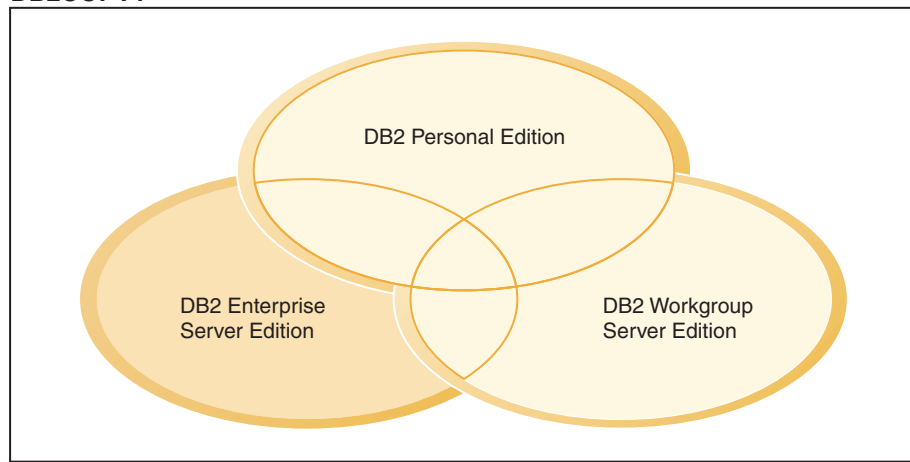 DB2 Personal Edition
DB2 Enterprise
Server Edition
DB2 Workgroup
Server Edition